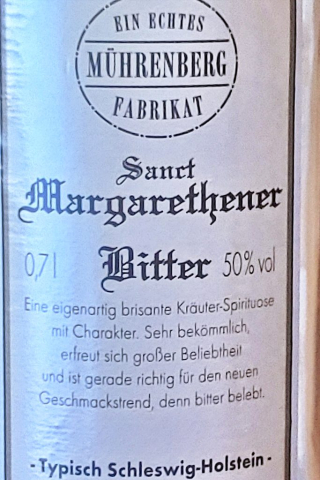 EIN ECHTES
MÜHRENBERG
FABRIKAT
Sanct
Margarethener
0,7 l Bitter 50% vol
Eine eigenartig brisante Kräuter-Spirituose
mit Charakter. Sehr bekömmlich,
erfreut sich großer Beliebtheit
und ist gerade richtig für den neuen
Geschmackstrend, denn bitter belebt.
- Typisch Schleswig-Holstein -